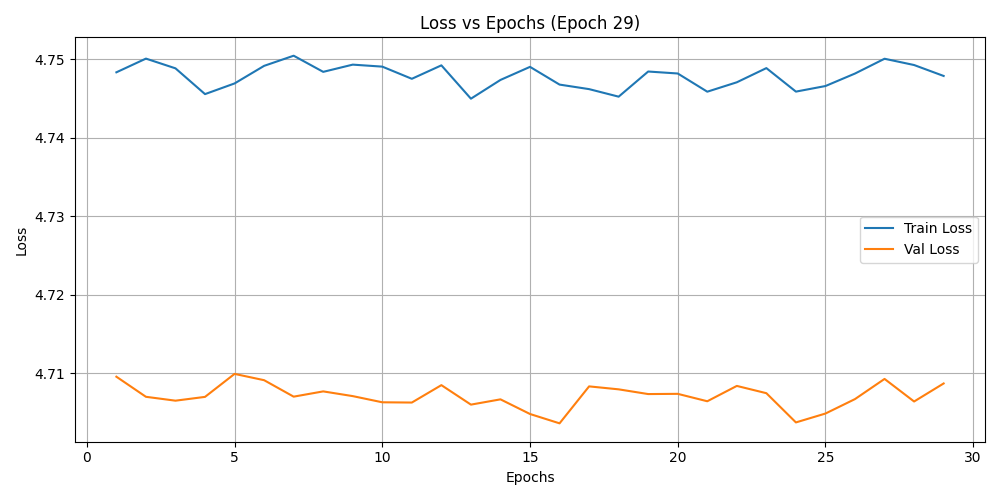 Loss vs Epochs (Epoch 29)
4.75
4.74
4.73
4.72
4.71
Loss
Train Loss
Val Loss
0 5 10 15 20 25 30
Epochs